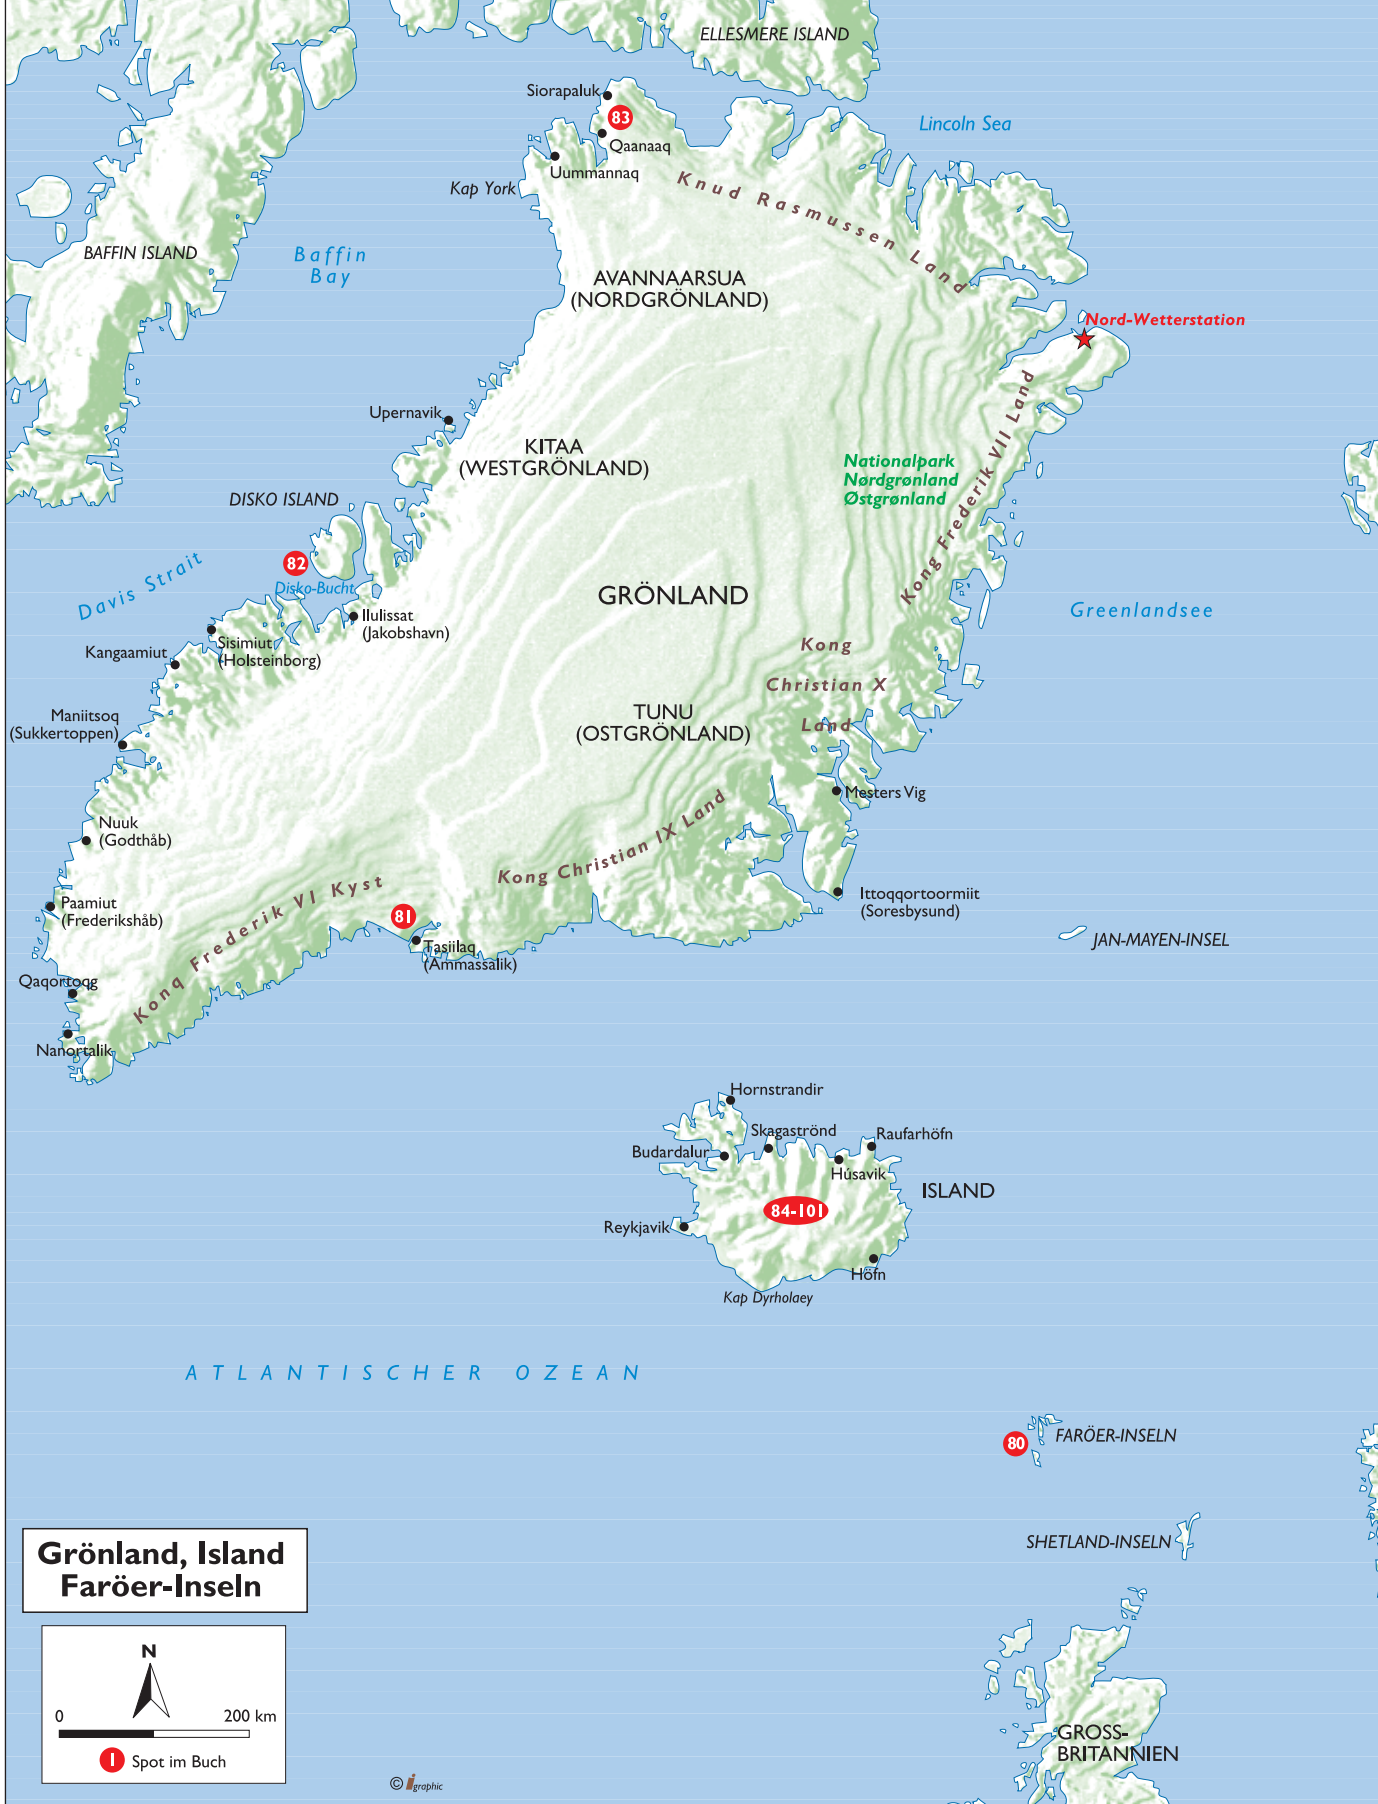 ELLESMERE ISLAND
Siorapaluk
83
Lincoln Sea
Qaanaaq
Uummannaq
Kap York
Knud Rasmussen Land
BAFFIN ISLAND
Baffin
Bay
AVANNAARSUA
(NORDGRÖNLAND)
Nord-Wetterstation
Upernavik
KITAA
(WESTGRÖNLAND)
Nationalpark
Nørdgrønland
Østgrønland
Kong Frederik VII Land
DISKO ISLAND
82
Disko-Bucht
Davis Strait
GRÖNLAND
Greenlandsee
Ilulissat
(Jakobshavn)
Sisimiut
(Holsteinborg)
Kangaamiut
Kong
Christian X
Land
Maniitsoq
(Sukkertoppen)
TUNU
(OSTGRÖNLAND)
Mesters Vig
Nuuk
(Godthåb)
Kong Christian IX Land
Kong Frederik VI Kyst
Paamiut
(Frederikshåb)
81
Ittoqqortoormiit
(Soresbysund)
Tasiilaq
(Ammassalik)
JAN-MAYEN-INSEL
Qaqortoqg
Nanortalik
Hornstrandir
Skagaströnd
Raufarhöfn
Budardalur
Húsavik
ISLAND
84-101
Reykjavik
Höfn
Kap Dyrholaey
ATLANTISCHER OZEAN
80
FARÖER-INSELN
SHETLAND-INSELN
Grönland, Island
Faröer-Inseln
N
0 200 km
1 Spot im Buch
GROSS-
BRITANNIEN
© igraphic